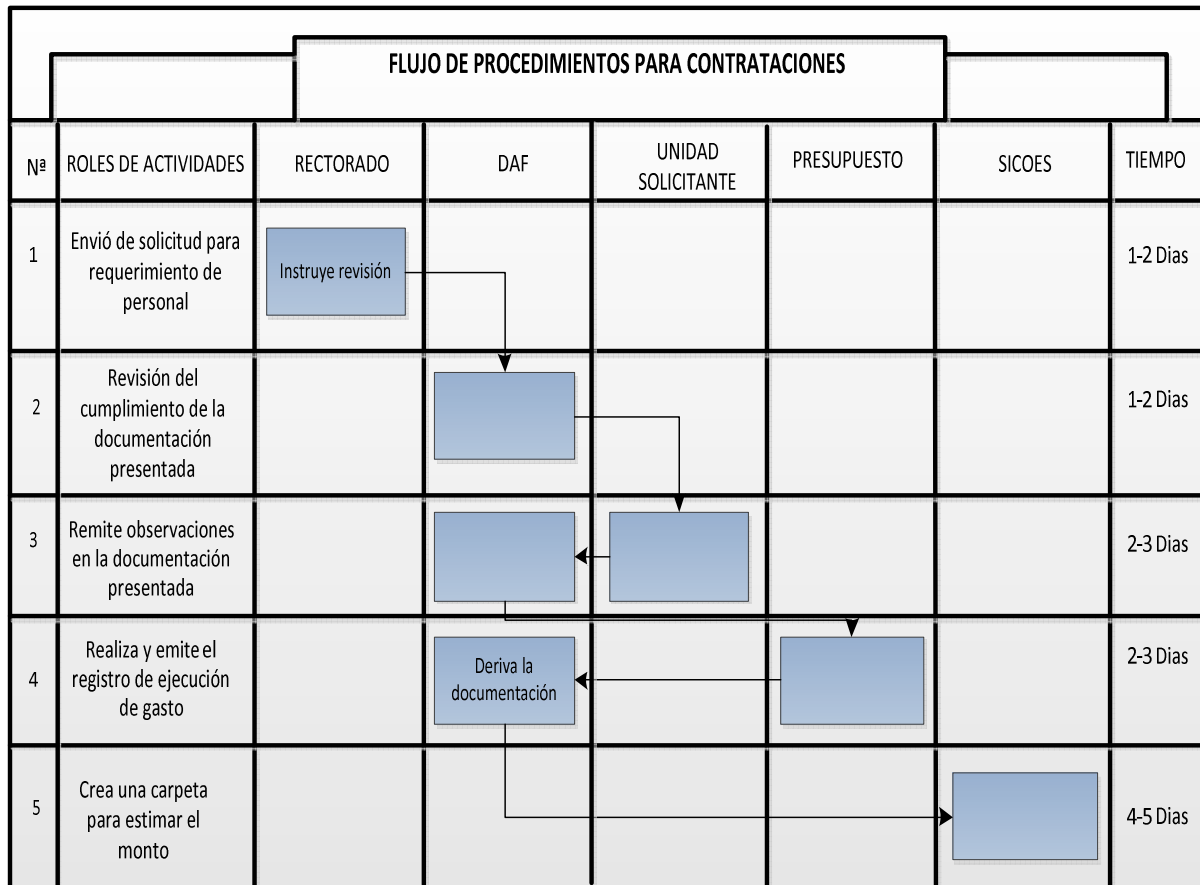 FLUJO DE PROCEDIMIENTOS PARA CONTRATACIONES
Nª
ROLES DE ACTIVIDADES
RECTORADO
DAF
UNIDAD
SOLICITANTE
PRESUPUESTO
SICOES
TIEMPO
1
Envió de solicitud para
requerimiento de
personal
Instruye revisión
1-2 Dias
2
Revisión del
cumplimiento de la
documentación
presentada
1-2 Dias
3
Remite observaciones
en la documentación
presentada
2-3 Dias
4
Realiza y emite el
registro de ejecución
de gasto
Deriva la
documentación
2-3 Dias
5
Crea una carpeta
para estimar el
monto
4-5 Dias